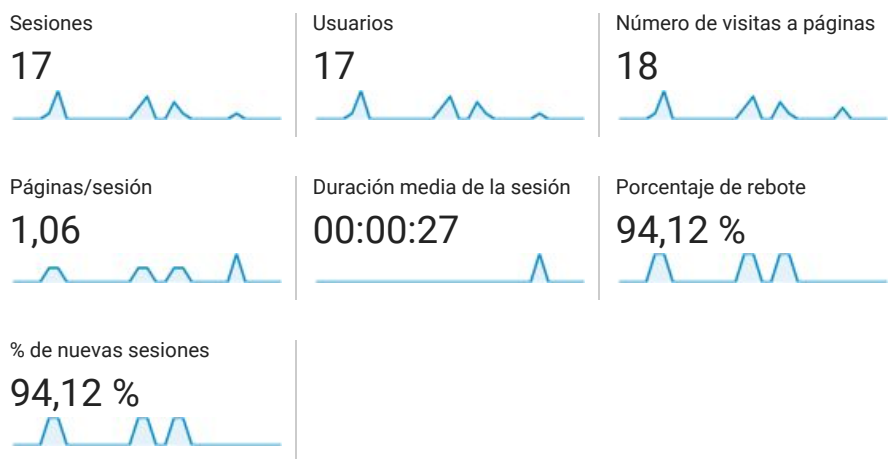 Sesiones
17
Usuarios
17
Número de visitas a páginas
18
Páginas/sesión
1,06
Duración media de la sesión
00:00:27
Porcentaje de rebote
94,12 %
% de nuevas sesiones
94,12 %